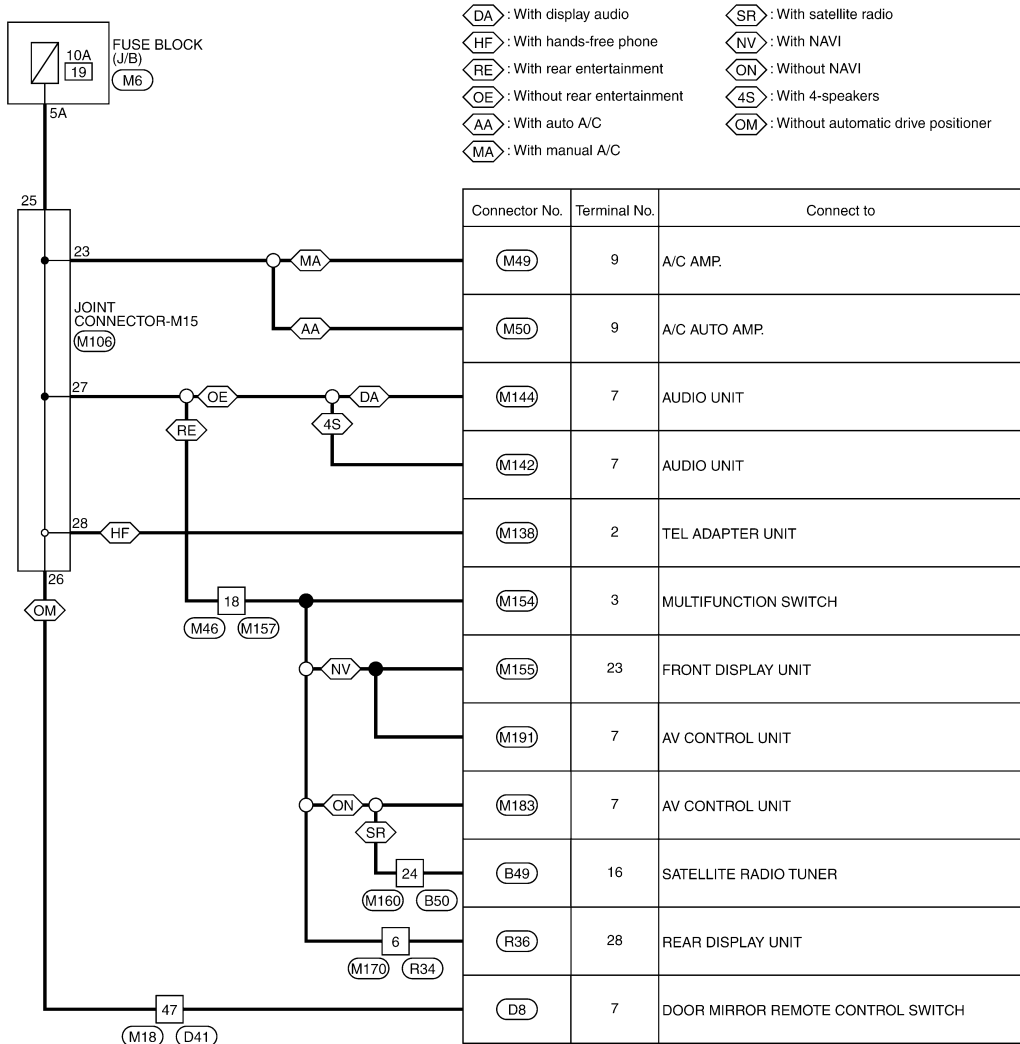 DA : With display audio
SR : With satellite radio
HF : With hands-free phone
NV : With NAVI
RE : With rear entertainment
ON : Without NAVI
OE : Without rear entertainment
4S : With 4-speakers
AA : With auto A/C
OM : Without automatic drive positioner
MA : With manual A/C
10A
19
FUSE BLOCK
(J/B)
M6
5A
25
Connector No. Terminal No. Connect to
23 MA M49 9 A/C AMP.
JOINT
CONNECTOR-M15
M106
AA M50 9 A/C AUTO AMP.
27 OE DA M144 7 AUDIO UNIT
RE 4S
M142 7 AUDIO UNIT
28 HF M138 2 TEL ADAPTER UNIT
26
OM
18 M154 3 MULTIFUNCTION SWITCH
M46 M157
NV M155 23 FRONT DISPLAY UNIT
M191 7 AV CONTROL UNIT
ON M183 7 AV CONTROL UNIT
SR
24 B49 16 SATELLITE RADIO TUNER
M160 B50
6 R36 28 REAR DISPLAY UNIT
M170 R34
47 D8 7 DOOR MIRROR REMOTE CONTROL SWITCH
M18 D41